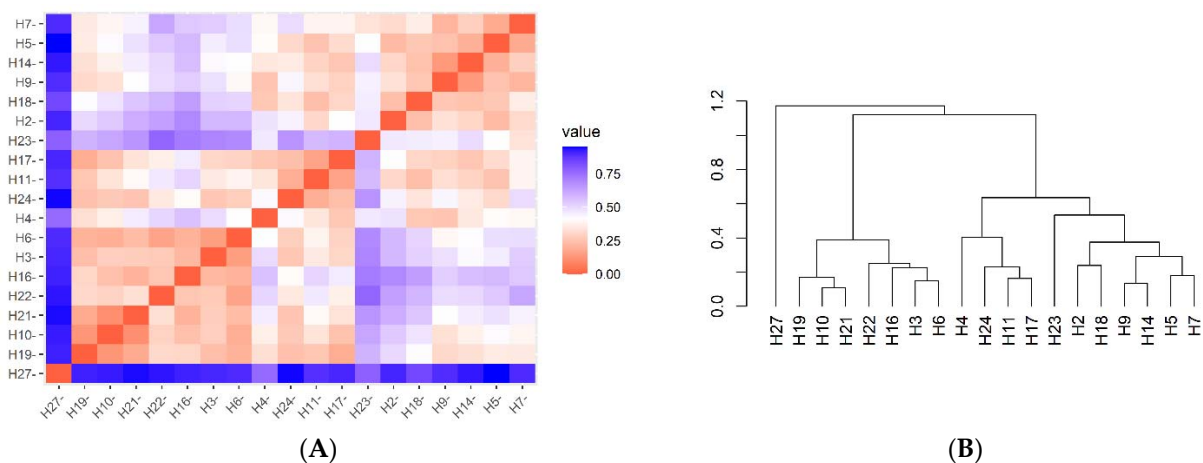 H7-
H5-
H14-
H9-
H18-
H2-
H23-
H17-
H11-
H24-
H4-
H6-
H3-
H16-
H22-
H21-
H10-
H19-
H27-
H27- H19- H10- H21- H22- H16- H3- H6- H4- H24- H11- H17- H23- H2- H18- H9- H14- H5- H7-
value
0.75
0.50
0.25
0.00
(A)
1.2
0.8
0.4
0.0
H27 H19 H10 H21 H22 H16 H3 H6 H4 H24 H11 H17 H23 H2 H18 H9 H14 H5 H7
(B)